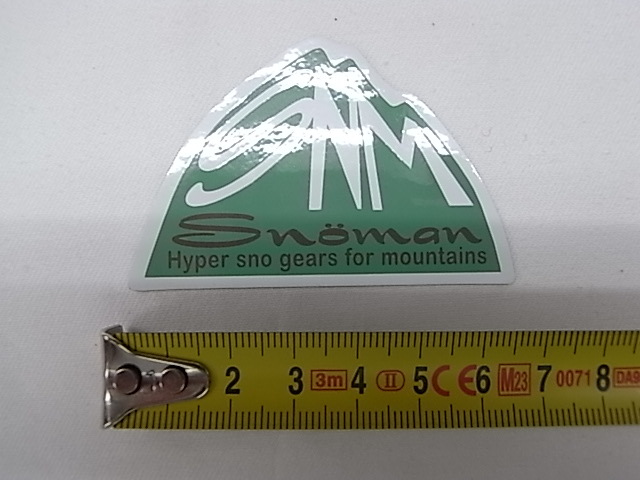 SNM
Snöman
Hyper sno gears for mountains
2 3 3m 4 II 5 CE 6 M23 7 0071 8 DA9